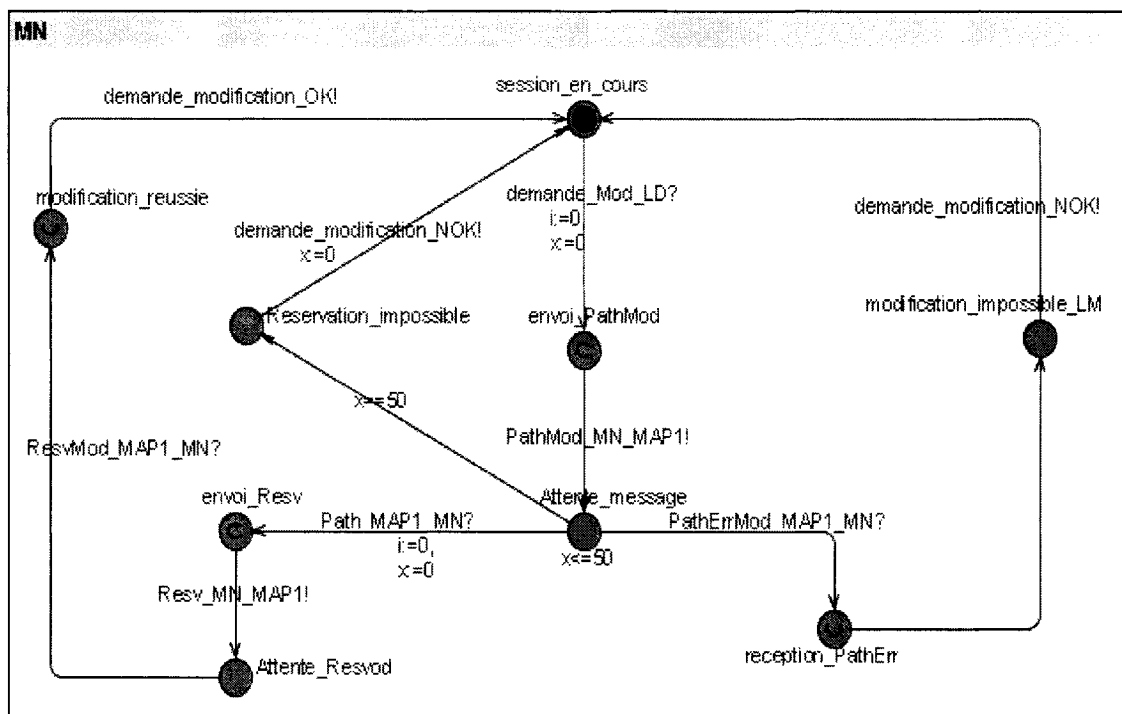 MN
session_en_cours
demande_modification_OK!
modification_reussie
demande_Mod_LD?
i:=0
x:=0
demande_modification_NOK!
demande_modification_NOK!
x:=0
Reservation_impossible
envoi_PathMod
modification_impossible_LM
x==50
ResvMod_MAP1_MN?
PathMod_MN_MAP1!
envoi_Resv
Attente_message
Path_MAP1_MN?
PathErrMod_MAP1_MN?
i:=0,
x:=0
x<=50
Resv_MN_MAP1!
Attente_Resvod
reception_PathErr